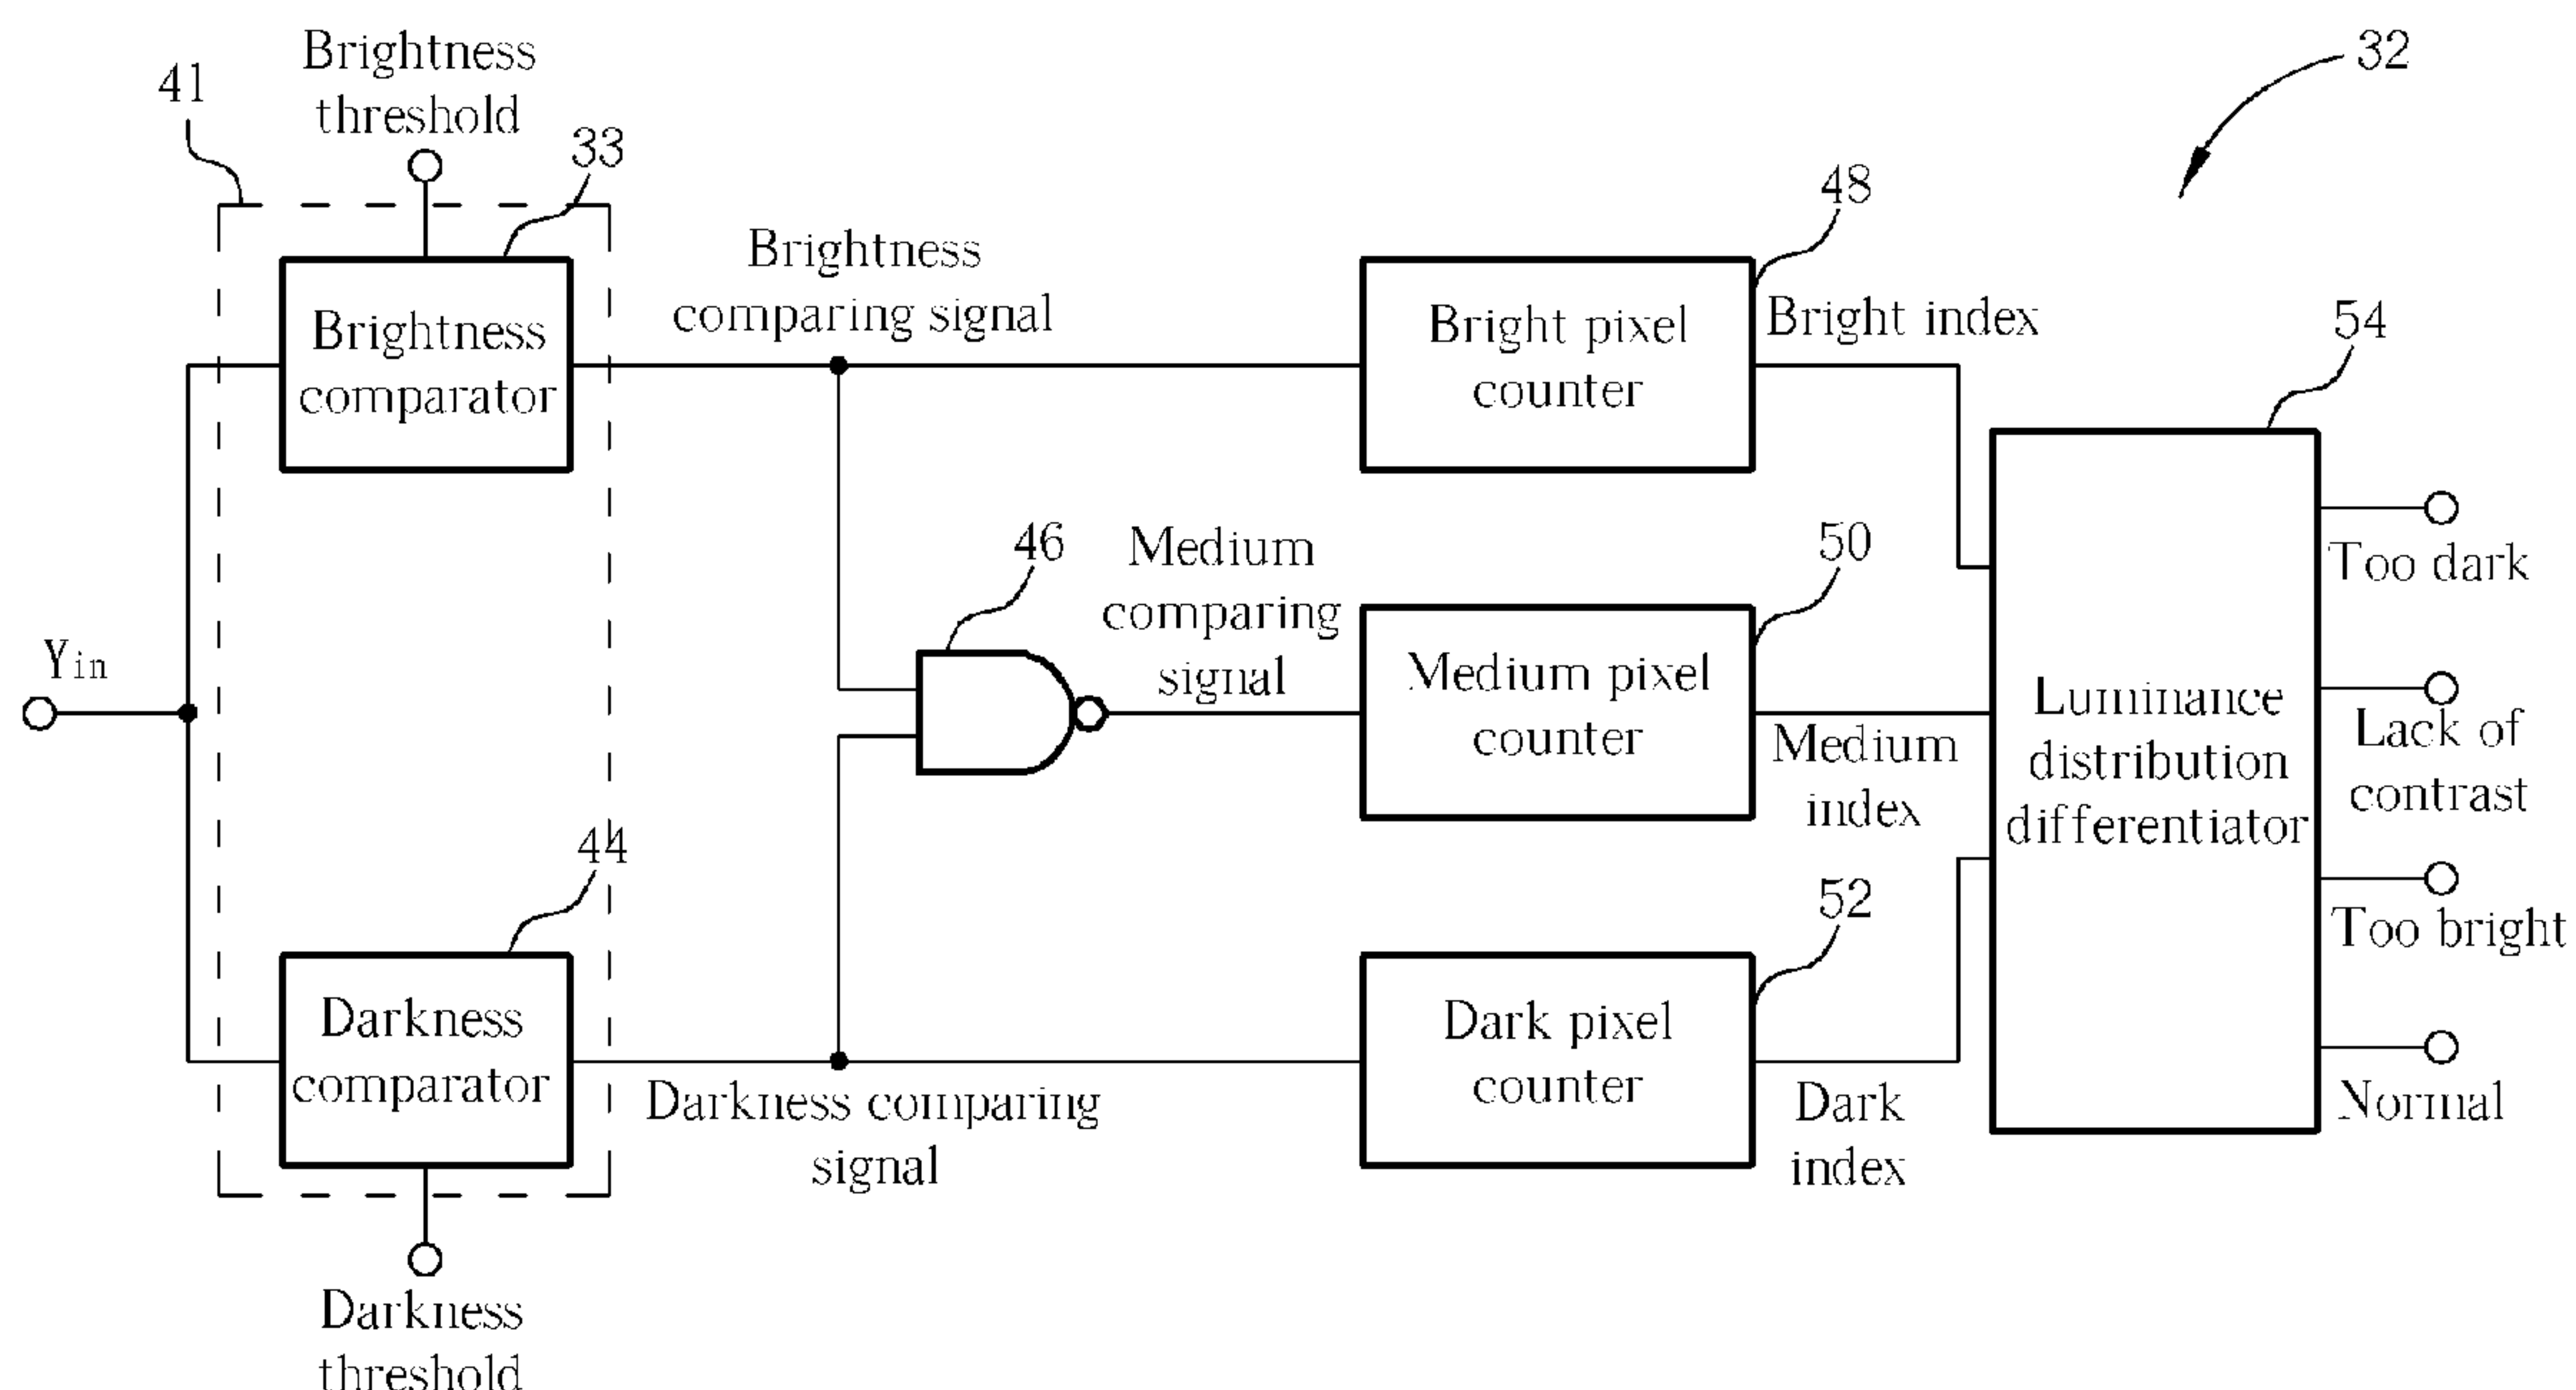 32
Brightness
threshold
41
33
48
Brightness
comparing signal
Brightness
comparator
Bright pixel
counter
Bright index
54
46
Medium
comparing
signal
50
Too dark
Yin
Medium pixel
counter
Medium
index
Luminance
distribution
differentiator
Lack of
contrast
44
52
Too bright
Darkness
comparator
Darkness comparing
signal
Dark pixel
counter
Dark
index
Normal
Darkness
threshold